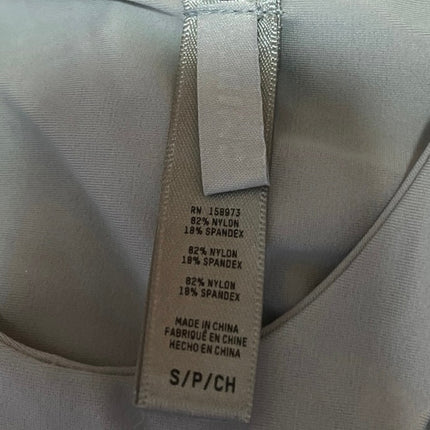 RN 158973
82% NYLON
18% SPANDEX
82% NYLON
18% SPANDEX
82% NYLON
18% SPANDEX
MADE IN CHINA
FABRIQUÉ EN CHINE
HECHO EN CHINA
S/P/CH